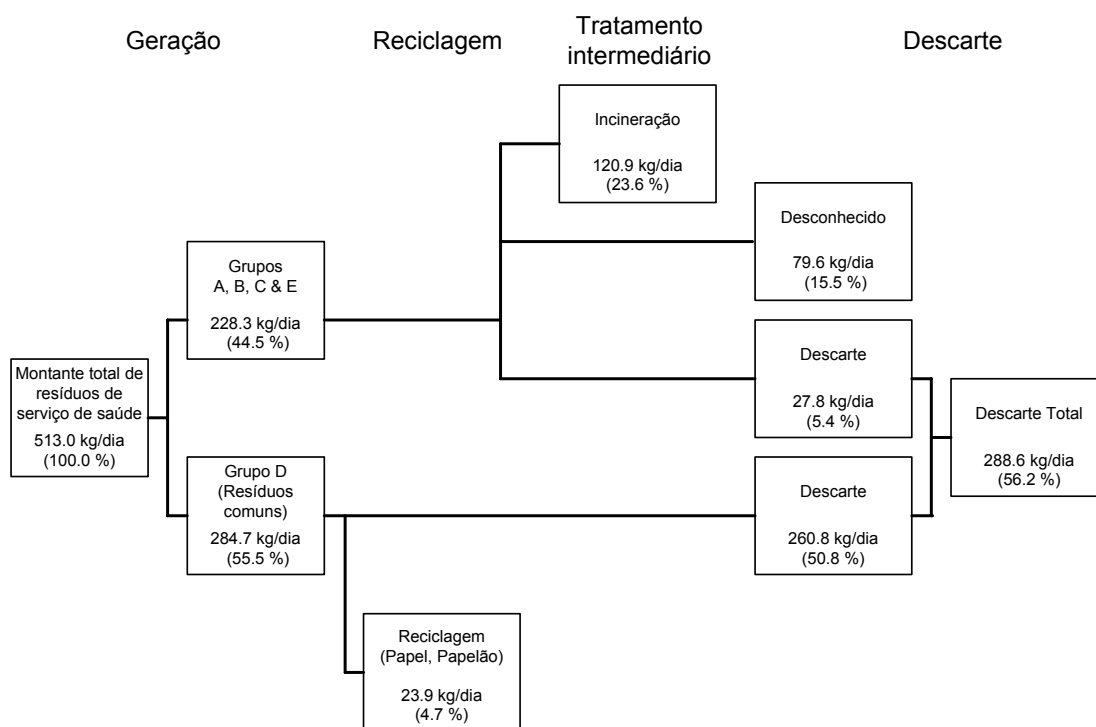 Geração
Reciclagem
Tratamento
intermediário
Descarte
Incineração
120.9 kg/dia
(23.6 %)
Desconhecido
79.6 kg/dia
(15.5 %)
Grupos
A, B, C & E
228.3 kg/dia
(44.5 %)
Descarte
27.8 kg/dia
(5.4 %)
Montante total de
resíduos de
serviço de saúde
513.0 kg/dia
(100.0 %)
Descarte Total
288.6 kg/dia
(56.2 %)
Grupo D
(Resíduos
comuns)
284.7 kg/dia
(55.5 %)
Descarte
260.8 kg/dia
(50.8 %)
Reciclagem
(Papel, Papelão)
23.9 kg/dia
(4.7 %)